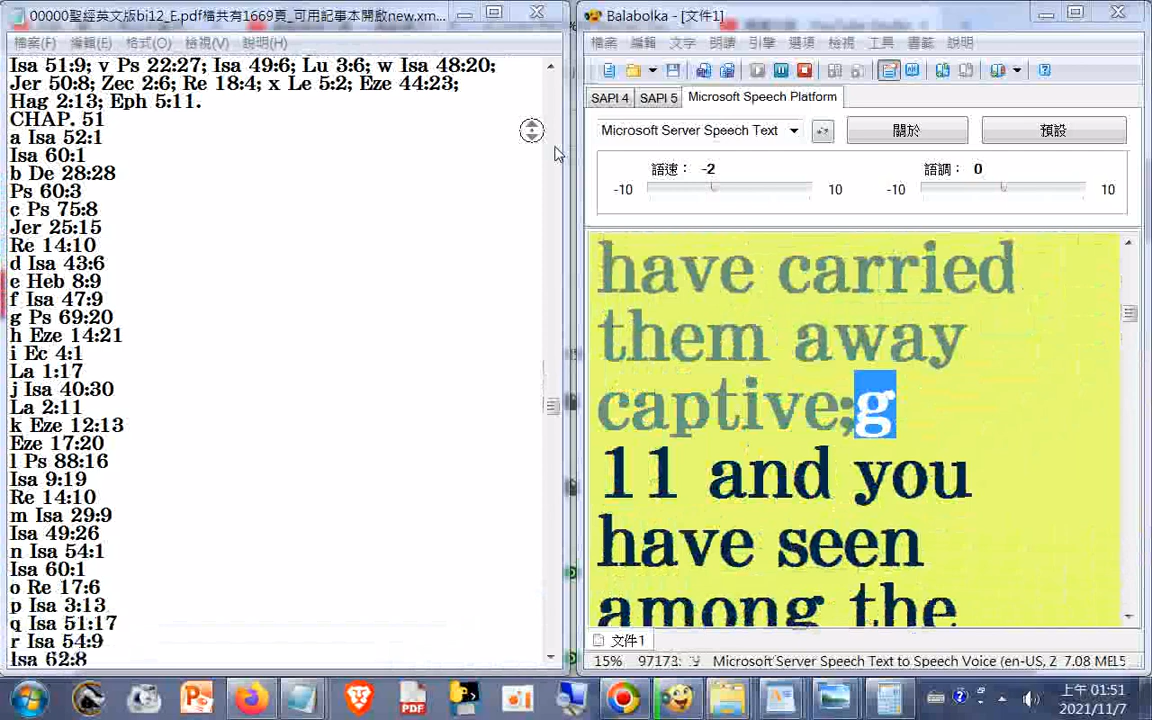 00000聖經英文版bi12_E.pdf檔共有1669頁_可用記事本開啟new.xm...
檔案(F) 編輯(E) 格式(O) 檢視(V) 說明(H)
Isa 51:9; v Ps 22:27; Isa 49:6; Lu 3:6; w Isa 48:20;
Jer 50:8; Zec 2:6; Re 18:4; x Le 5:2; Eze 44:23;
Hag 2:13; Eph 5:11.
CHAP. 51
a Isa 52:1
Isa 60:1
b De 28:28
Ps 60:3
c Ps 75:8
Jer 25:15
Re 14:10
d Isa 43:6
e Heb 8:9
f Isa 47:9
g Ps 69:20
h Eze 14:21
i Ec 4:1
La 1:17
j Isa 40:30
La 2:11
k Eze 12:13
Eze 17:20
l Ps 88:16
Isa 9:19
Re 14:10
m Isa 29:9
Isa 49:26
n Isa 54:1
Isa 60:1
o Re 17:6
p Isa 3:13
q Isa 51:17
r Isa 54:9
Isa 62:8
Balabolka - [文件1]
檔案 編輯 文字 朗讀 引擎 選項 檢視 工具 書籤 說明
SAPI 4 SAPI 5 Microsoft Speech Platform
Microsoft Server Speech Text 關於 預設
語速： -2 語調： 0
-10 10 -10 10
have carried
them away
captive;g
11 and you
have seen
among the
文件1
15% Microsoft Server Speech Text to Speech Voice (en-US, 2 7.08
上午 01:51
2021/11/7